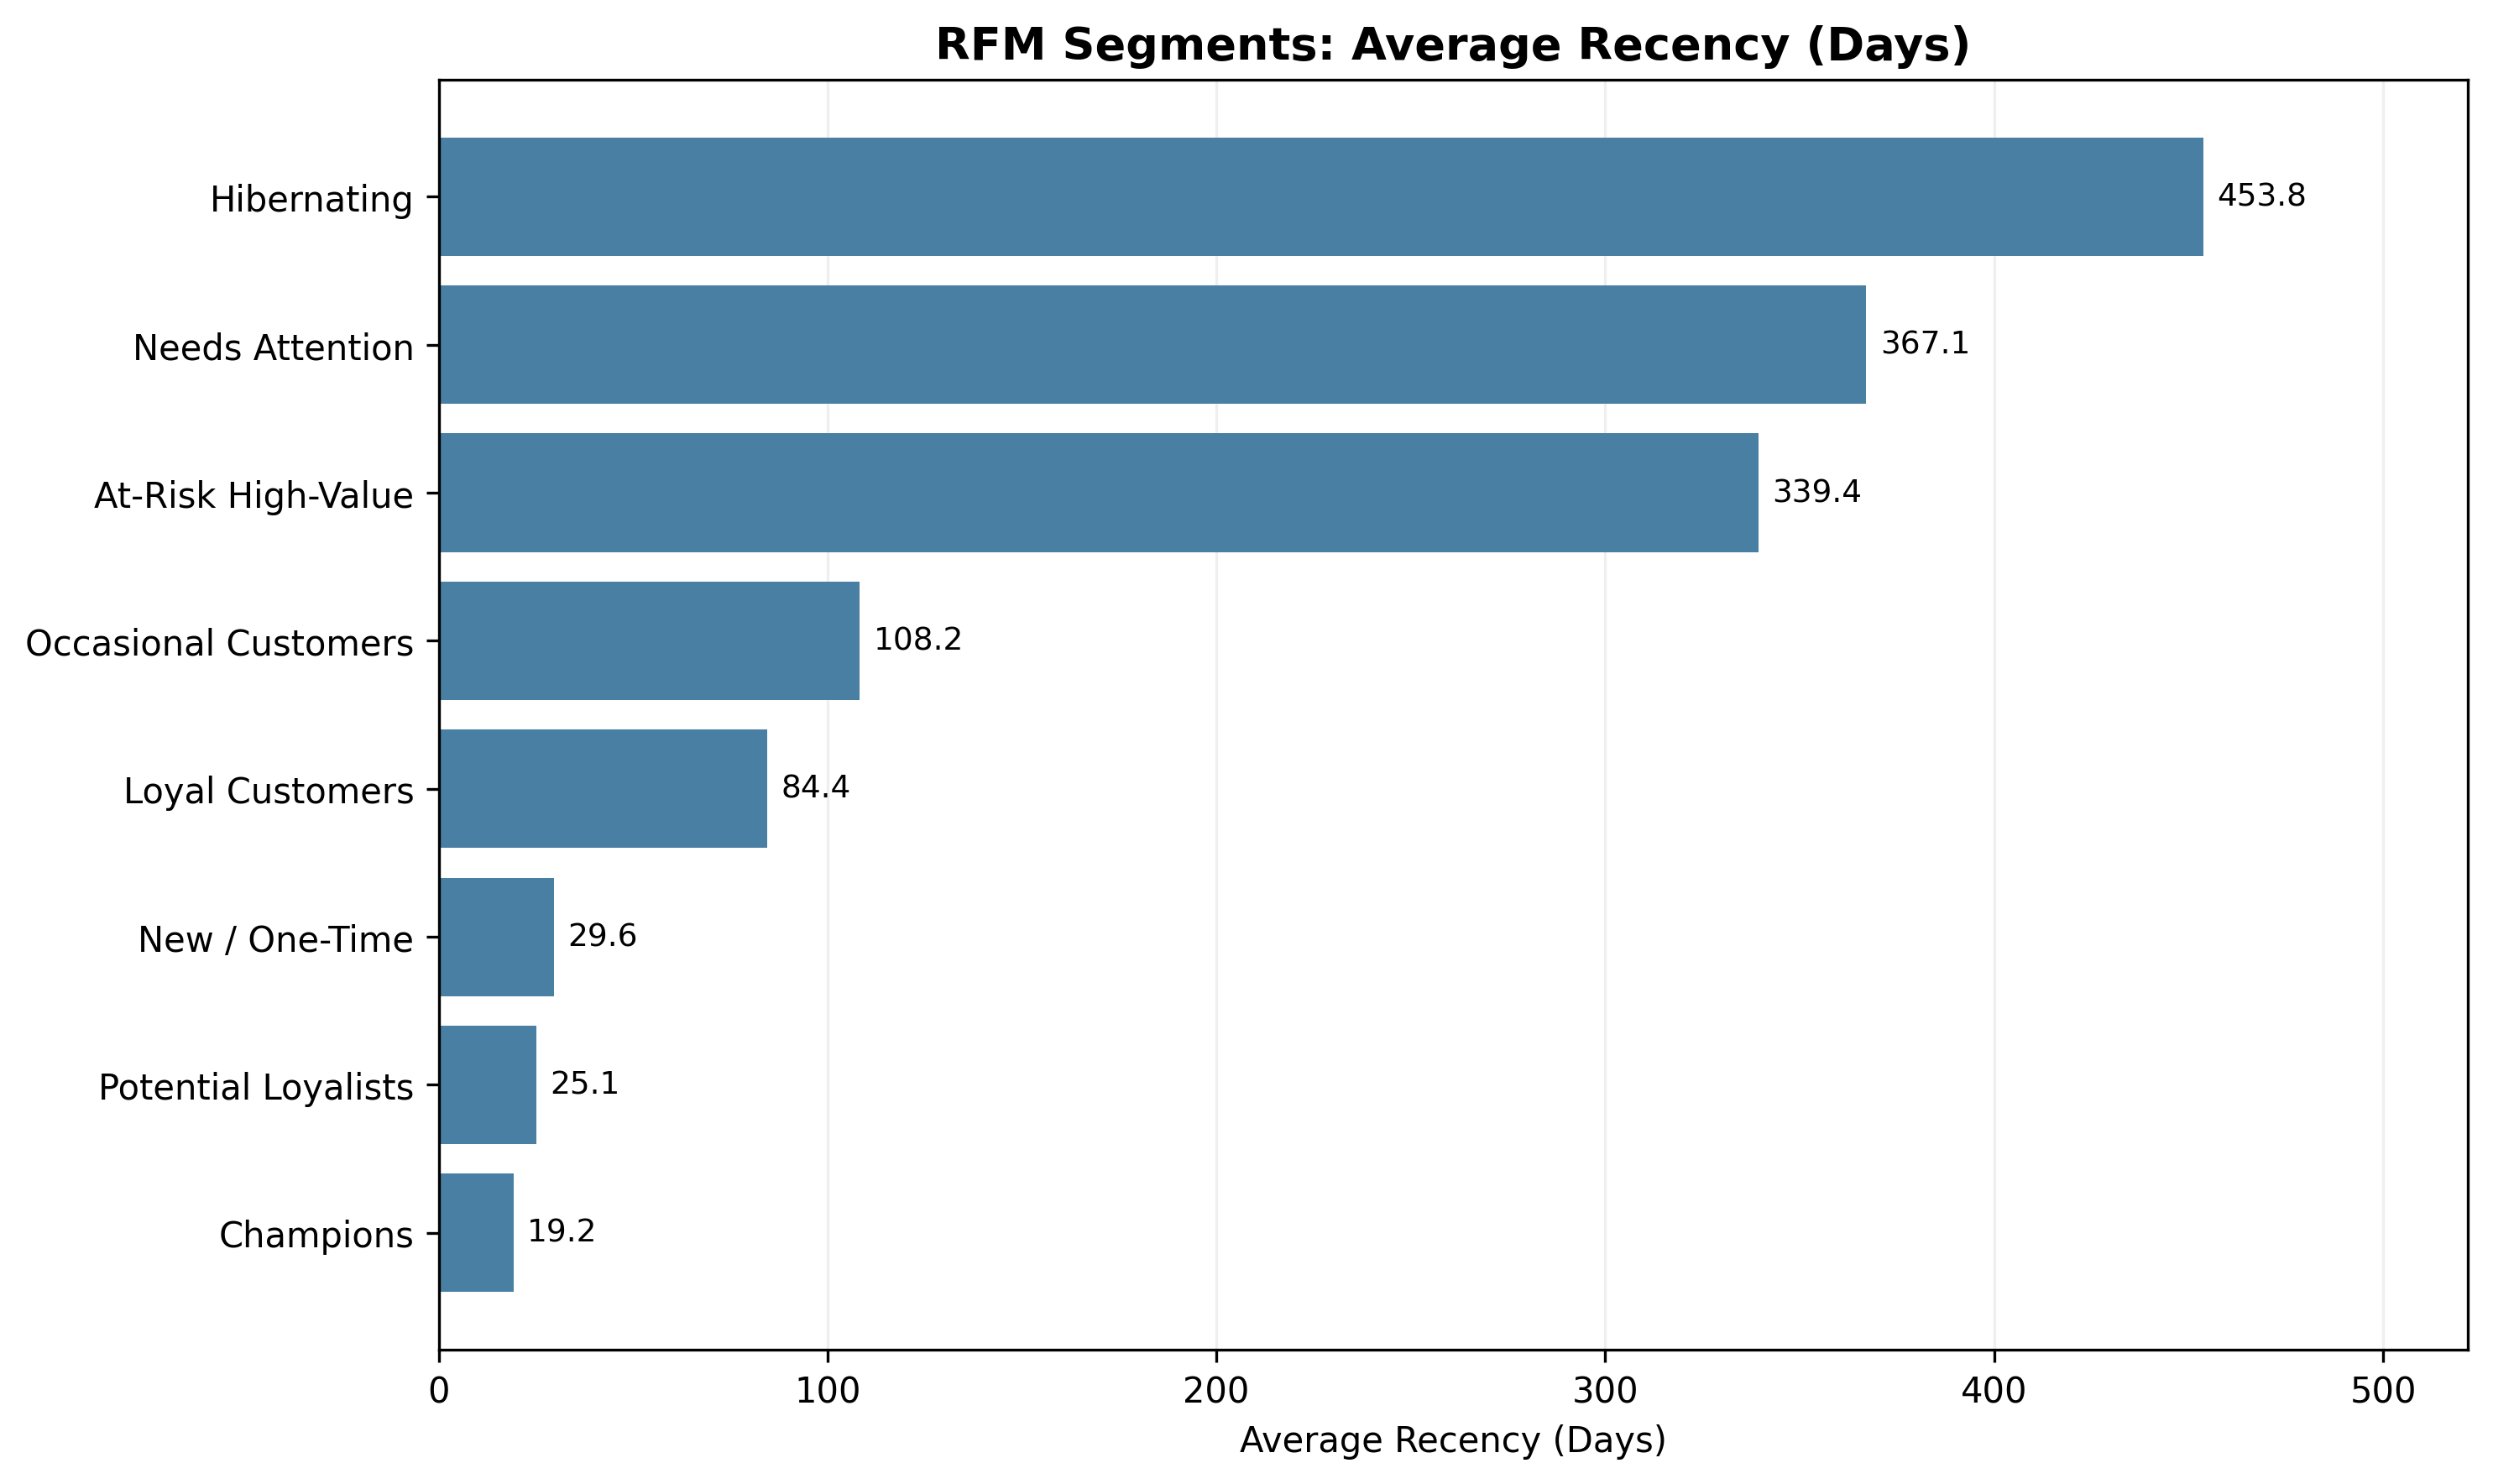 RFM Segments: Average Recency (Days)
Hibernating 453.8
Needs Attention 367.1
At-Risk High-Value 339.4
Occasional Customers 108.2
Loyal Customers 84.4
New / One-Time 29.6
Potential Loyalists 25.1
Champions 19.2
0 100 200 300 400 500
Average Recency (Days)